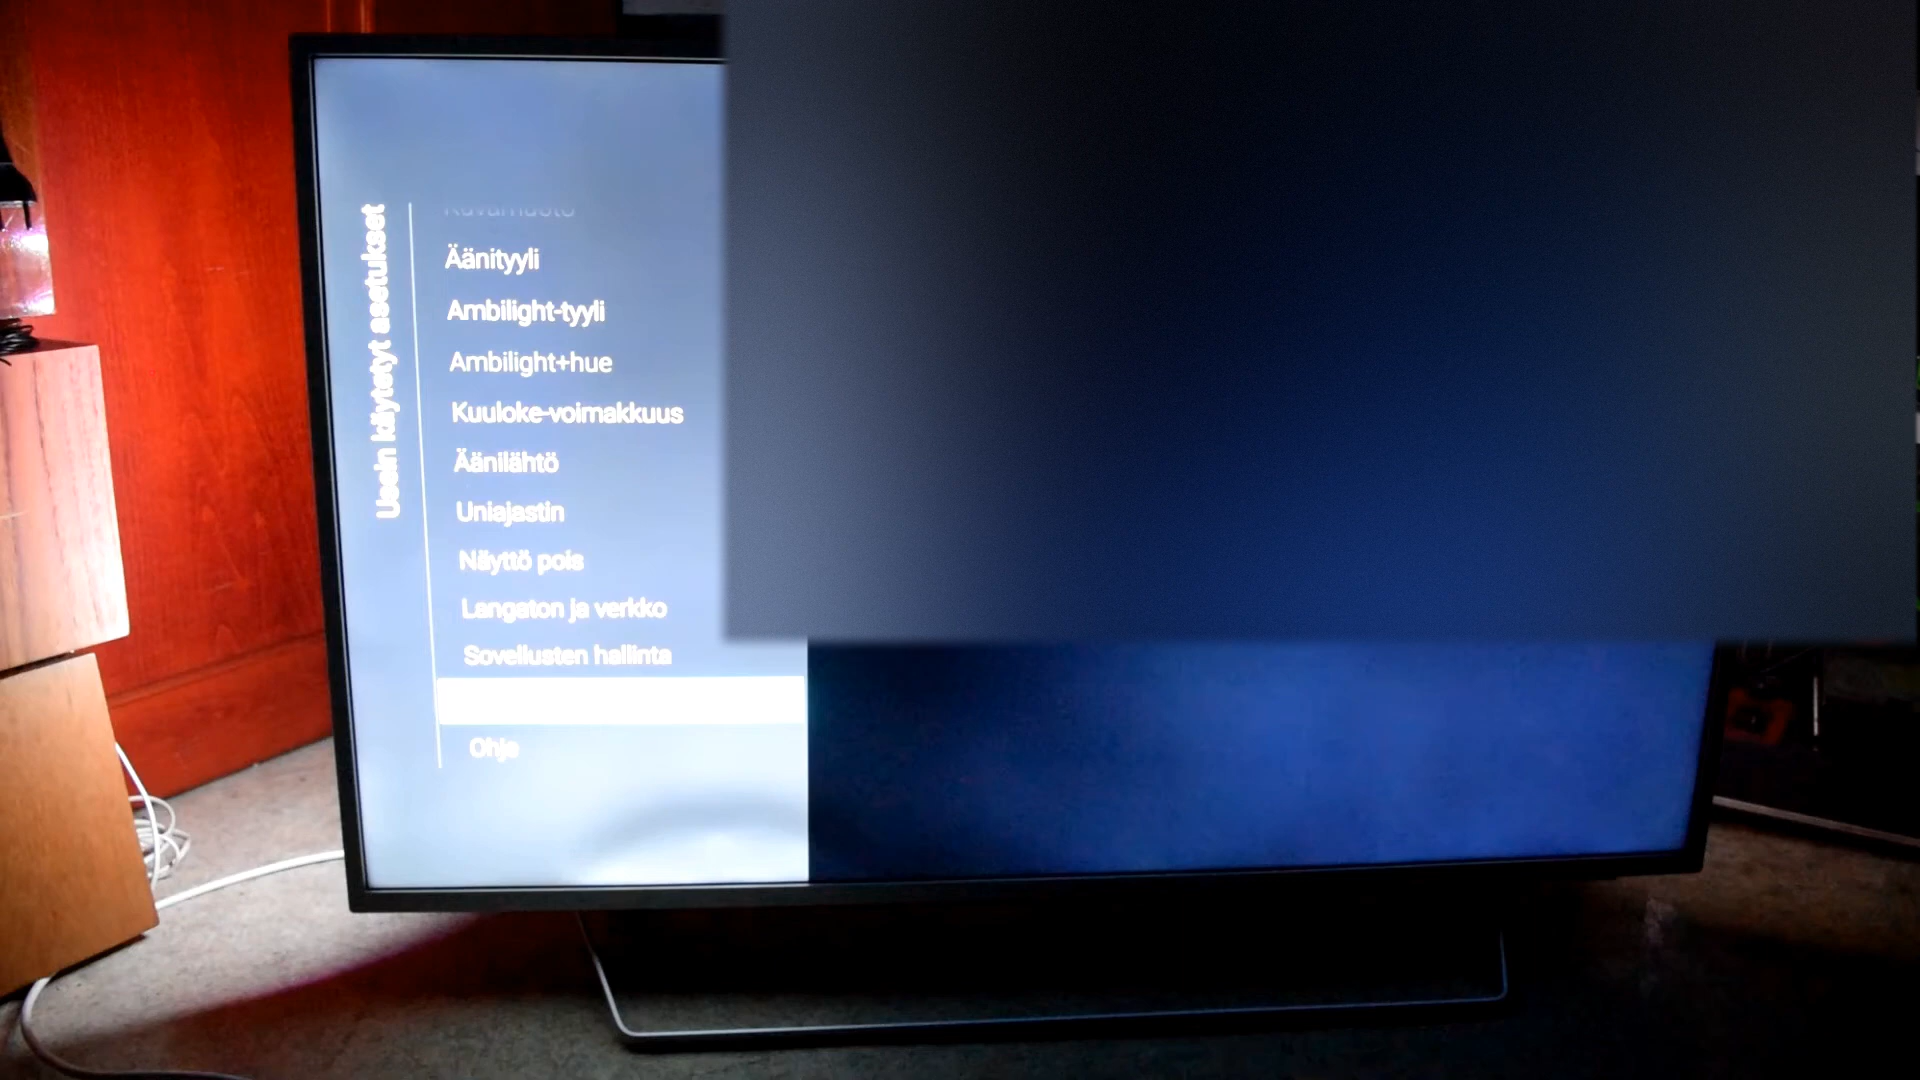 Usein käytetyt asetukset
Kuvamuoto
Äänityyli
Ambilight-tyyli
Ambilight+hue
Kuuloke-voimakkuus
Äänilähtö
Uniajastin
Näyttö pois
Langaton ja verkko
Sovellusten hallinta
Ohje